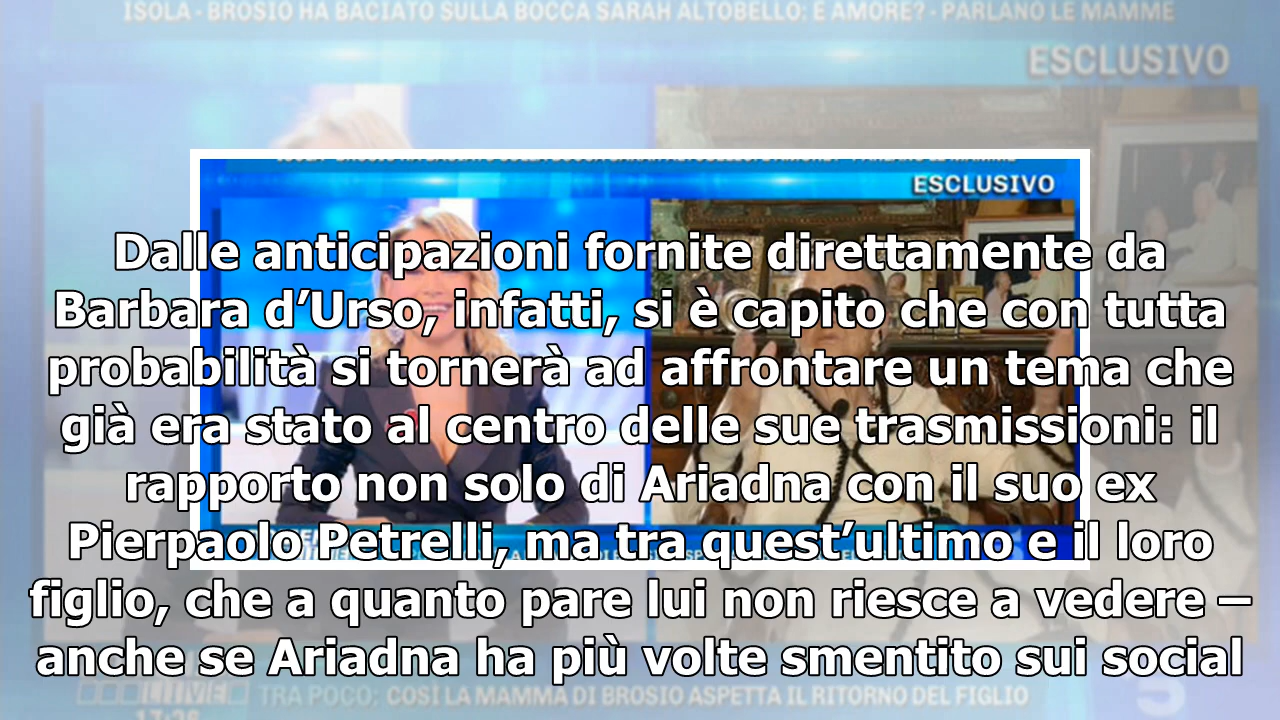 ISOLA - BROSIO HA BACIATO SULLA BOCCA SARAH ALTOBELLO: È AMORE? - PARLANO LE MAMME
ESCLUSIVO
ESCLUSIVO
Dalle anticipazioni fornite direttamente da
Barbara d’Urso, infatti, si è capito che con tutta
probabilità si tornerà ad affrontare un tema che
già era stato al centro delle sue trasmissioni: il
rapporto non solo di Ariadna con il suo ex
Pierpaolo Petrelli, ma tra quest’ultimo e il loro
figlio, che a quanto pare lui non riesce a vedere –
anche se Ariadna ha più volte smentito sui social
LIVE TRA POCO: COSÌ LA MAMMA DI BROSIO ASPETTA IL RITORNO DEL FIGLIO
5